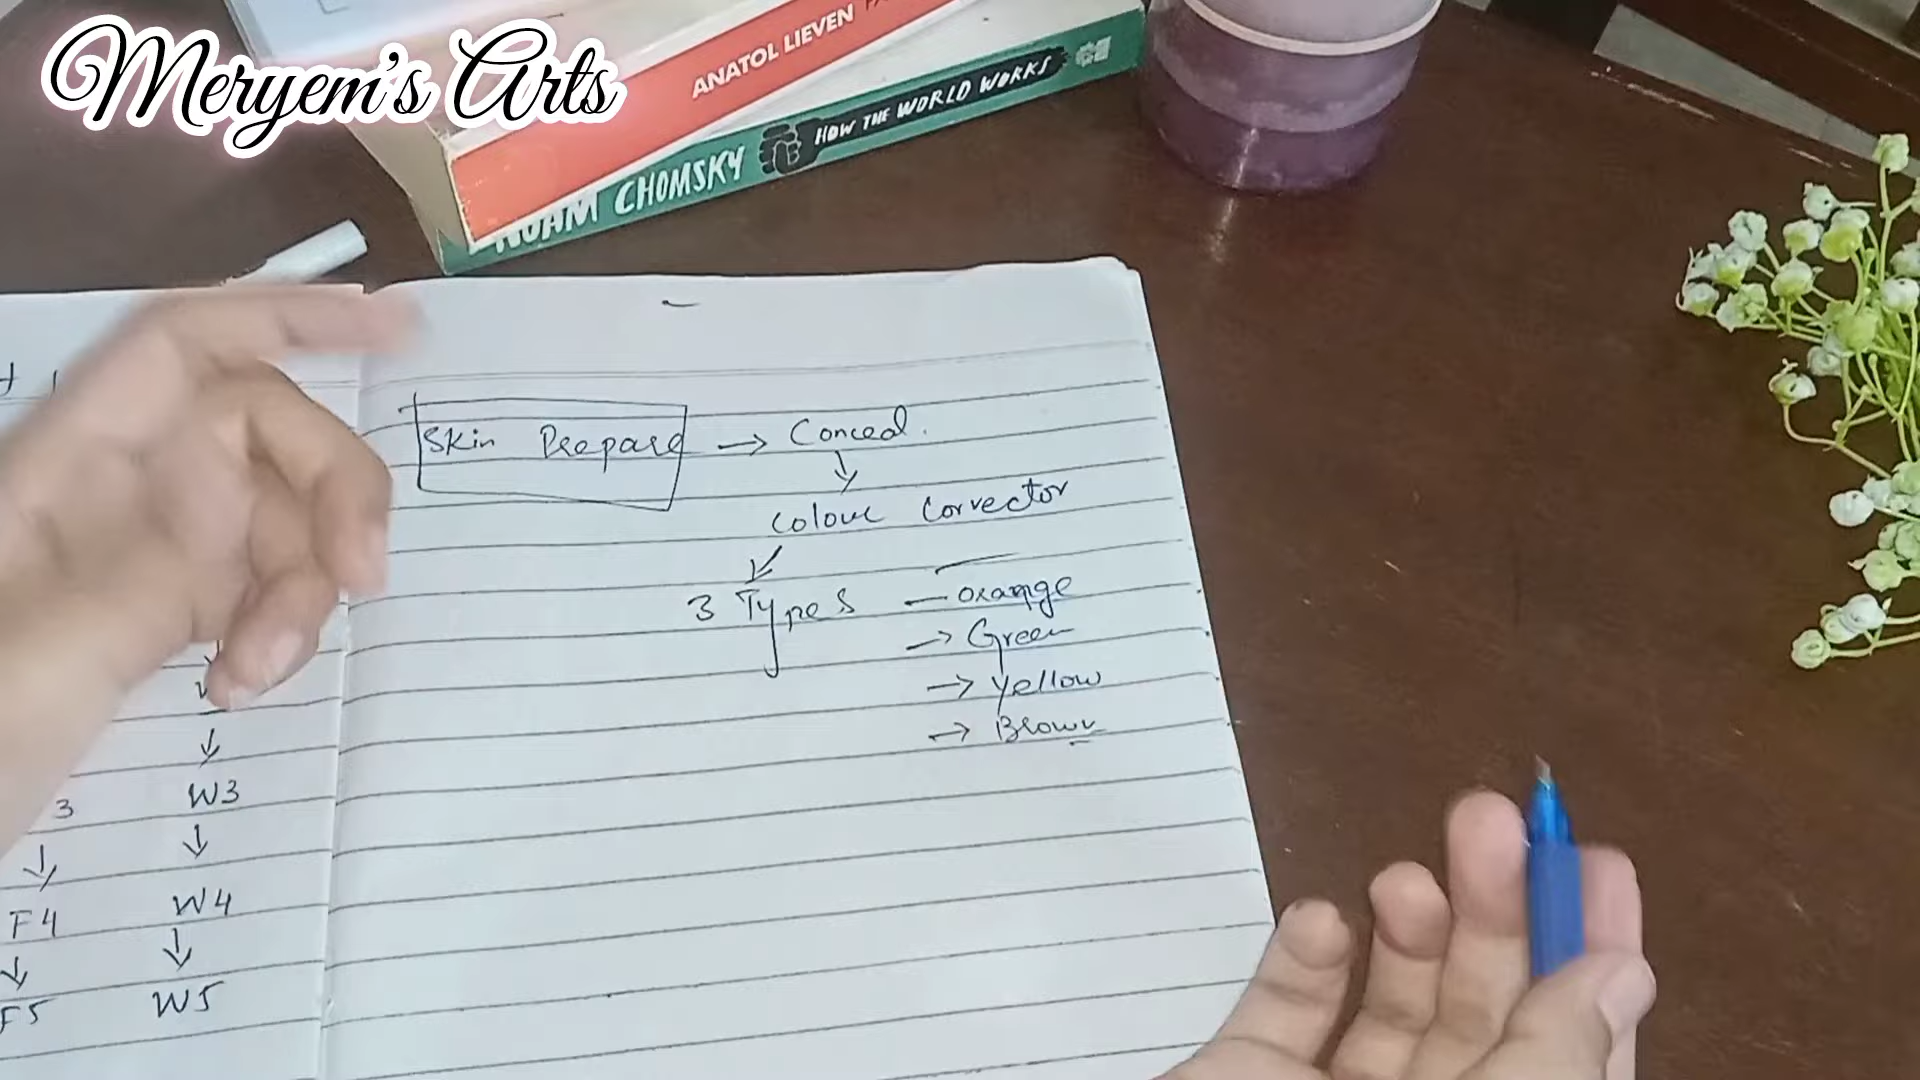 Meryem's Arts
ANATOL LIEVEN
NOAM CHOMSKY HOW THE WORLD WORKS
Skin Prepare → Conceal.
↓
Colour Corrector
↙
3 Types — orange
→ Green
→ Yellow
→ Brown
↓
3 W3
↓ ↓
F4 W4
↓ ↓
F5 W5